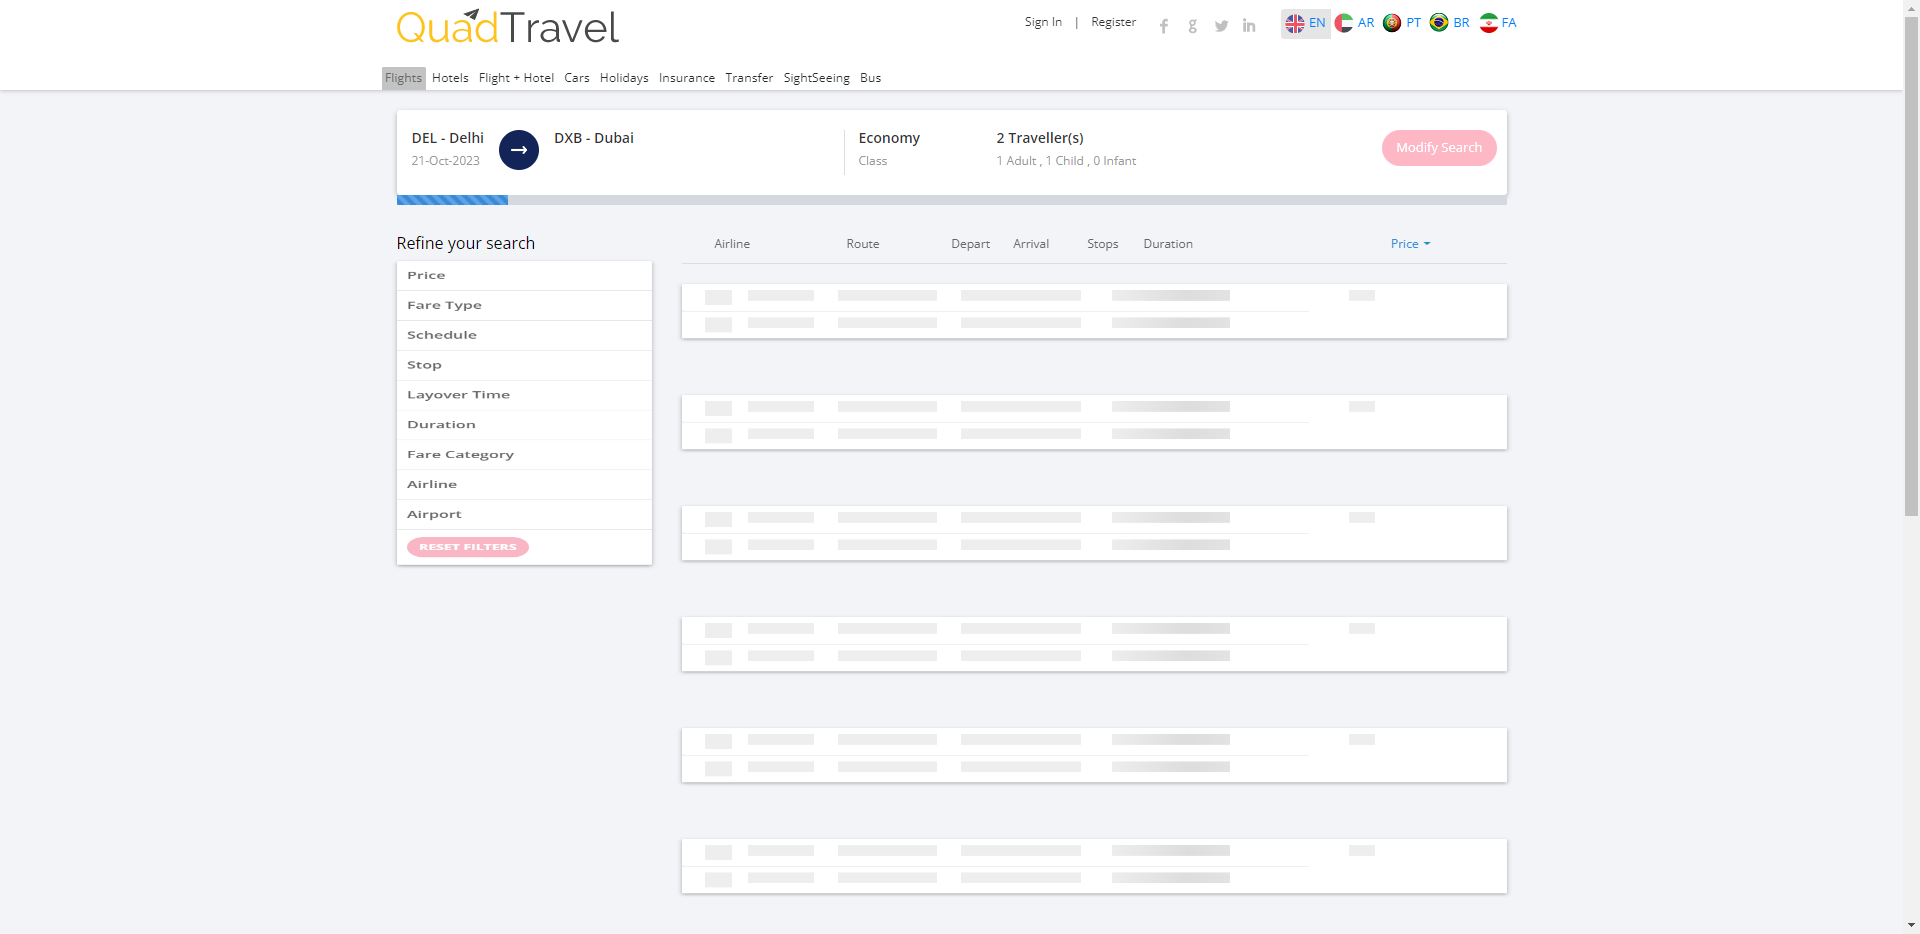 QuadTravel
Sign In | Register
EN AR PT BR FA
Flights Hotels Flight + Hotel Cars Holidays Insurance Transfer SightSeeing Bus
DEL - Delhi
21-Oct-2023
DXB - Dubai
Economy
Class
2 Traveller(s)
1 Adult , 1 Child , 0 Infant
Modify Search
Refine your search
Price
Fare Type
Schedule
Stop
Layover Time
Duration
Fare Category
Airline
Airport
RESET FILTERS
Airline Route Depart Arrival Stops Duration Price